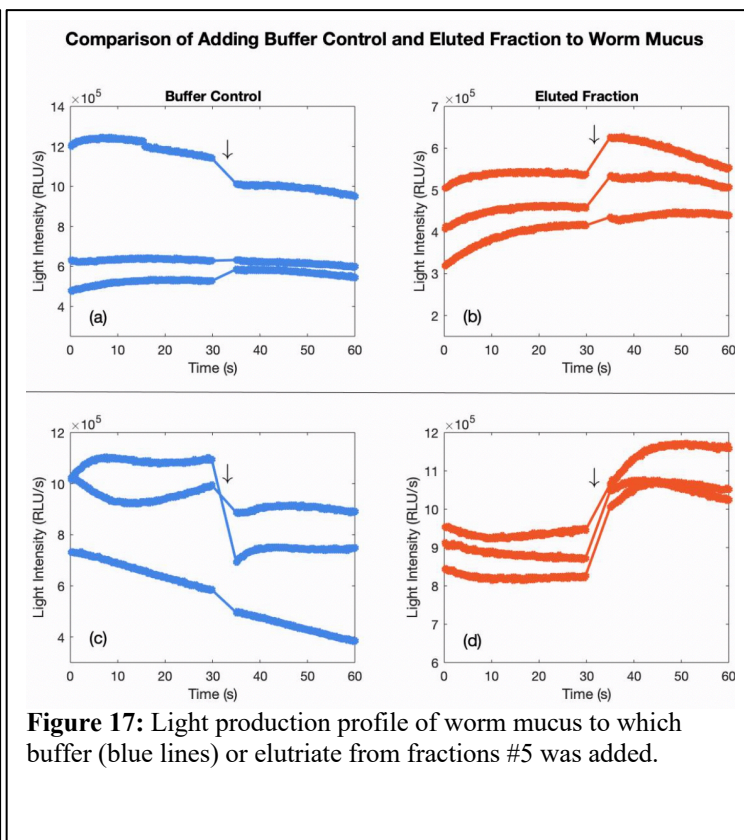 Comparison of Adding Buffer Control and Eluted Fraction to Worm Mucus
×10⁵
Buffer Control
14
12
10
8
6
4
Light Intensity (RLU/s)
(a)
0 10 20 30 40 50 60
Time (s)
×10⁵
Eluted Fraction
7
6
5
4
3
2
Light Intensity (RLU/s)
(b)
0 10 20 30 40 50 60
Time (s)
×10⁵
12
10
8
6
4
Light Intensity (RLU/s)
(c)
0 10 20 30 40 50 60
Time (s)
×10⁵
12
11
10
9
8
7
6
Light Intensity (RLU/s)
(d)
0 10 20 30 40 50 60
Time (s)
Figure 17: Light production profile of worm mucus to which
buffer (blue lines) or elutriate from fractions #5 was added.